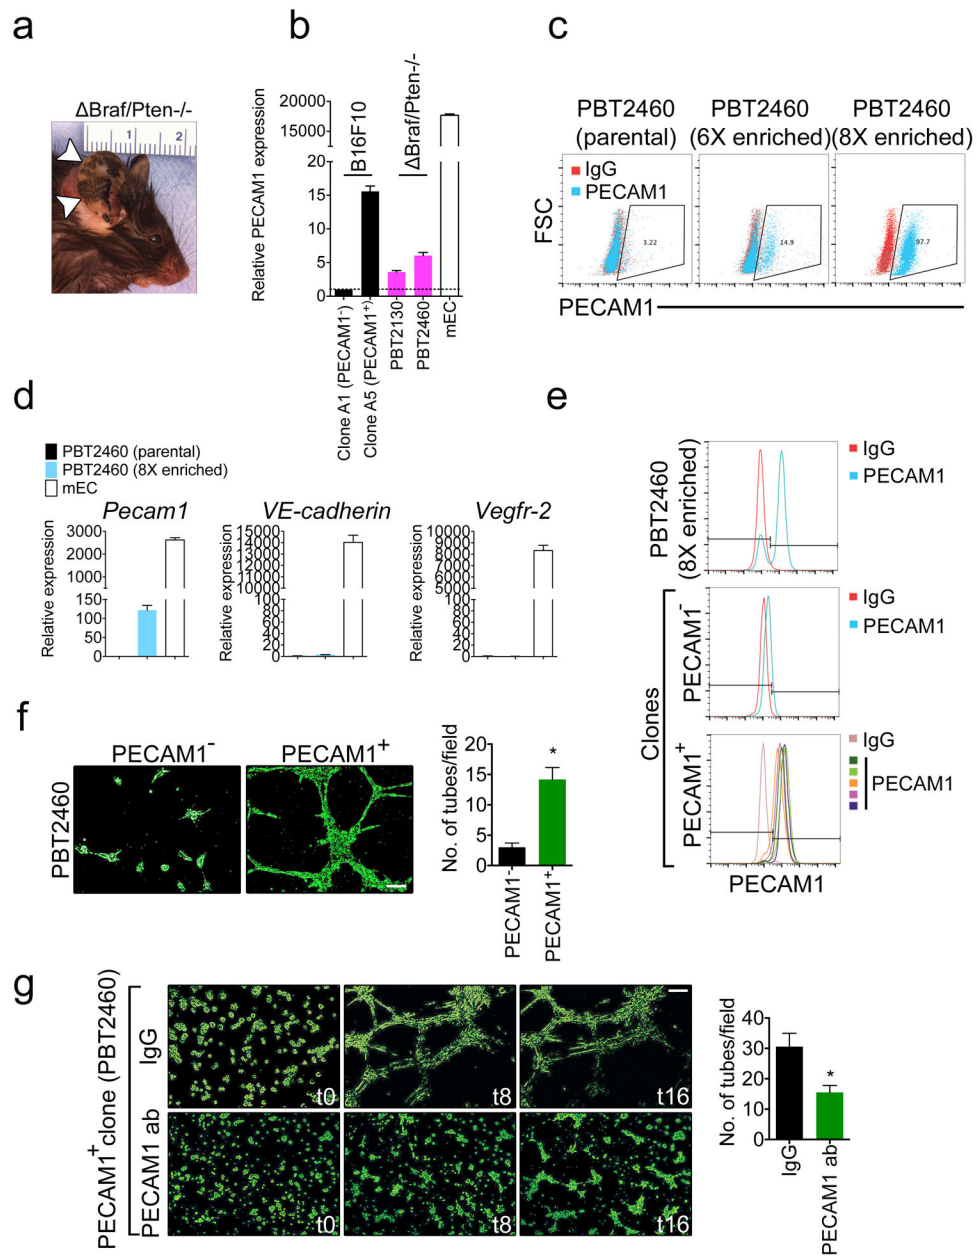 a
ΔBraf/Pten-/-
1
2
b
Relative PECAM1 expression
20000
15000
20
15
10
5
0
B16F10
ΔBraf/Pten-/-
Clone A1 (PECAM1-)
Clone A5 (PECAM1+)
PBT2130
PBT2460
mEC
c
PBT2460
(parental)
PBT2460
(6X enriched)
PBT2460
(8X enriched)
IgG
PECAM1
FSC
3.22
14.9
97.7
PECAM1
d
PBT2460 (parental)
PBT2460 (8X enriched)
mEC
Pecam1
Relative expression
3000
2000
1000
150
100
50
0
VE-cadherin
Relative expression
15000
14000
13000
12000
11000
10000
100
80
60
40
20
0
Vegfr-2
Relative expression
10000
9000
8000
7000
6000
5000
100
80
60
40
20
0
e
PBT2460
(8X enriched)
IgG
PECAM1
Clones
PECAM1-
IgG
PECAM1
PECAM1+
IgG
PECAM1
PECAM1
f
PBT2460
PECAM1-
PECAM1+
No. of tubes/field
20
15
10
5
0
*
PECAM1-
PECAM1+
g
PECAM1+ clone (PBT2460)
IgG
t0
t8
t16
PECAM1 ab
t0
t8
t16
No. of tubes/field
40
30
20
10
0
*
IgG
PECAM1 ab